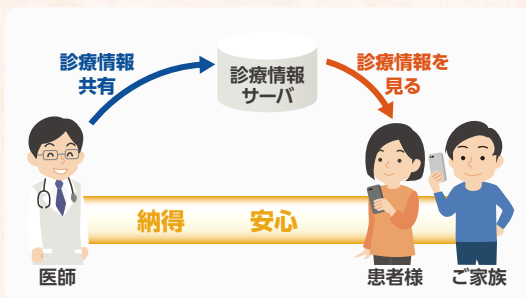 診療情報
共有
診療情報
サーバ
診療情報を
見る
納得 安心
医師
患者様 ご家族